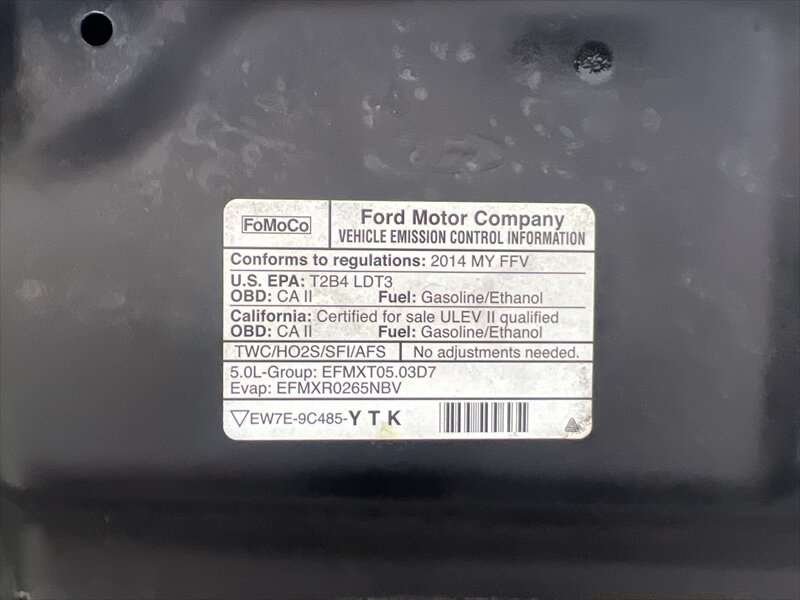 FoMoCo
Ford Motor Company
VEHICLE EMISSION CONTROL INFORMATION
Conforms to regulations: 2014 MY FFV
U.S. EPA: T2B4 LDT3
OBD: CA II Fuel: Gasoline/Ethanol
California: Certified for sale ULEV II qualified
OBD: CA II Fuel: Gasoline/Ethanol
TWC/HO2S/SFI/AFS No adjustments needed.
5.0L-Group: EFMXT05.03D7
Evap: EFMXR0265NBV
EW7E-9C485-Y T K